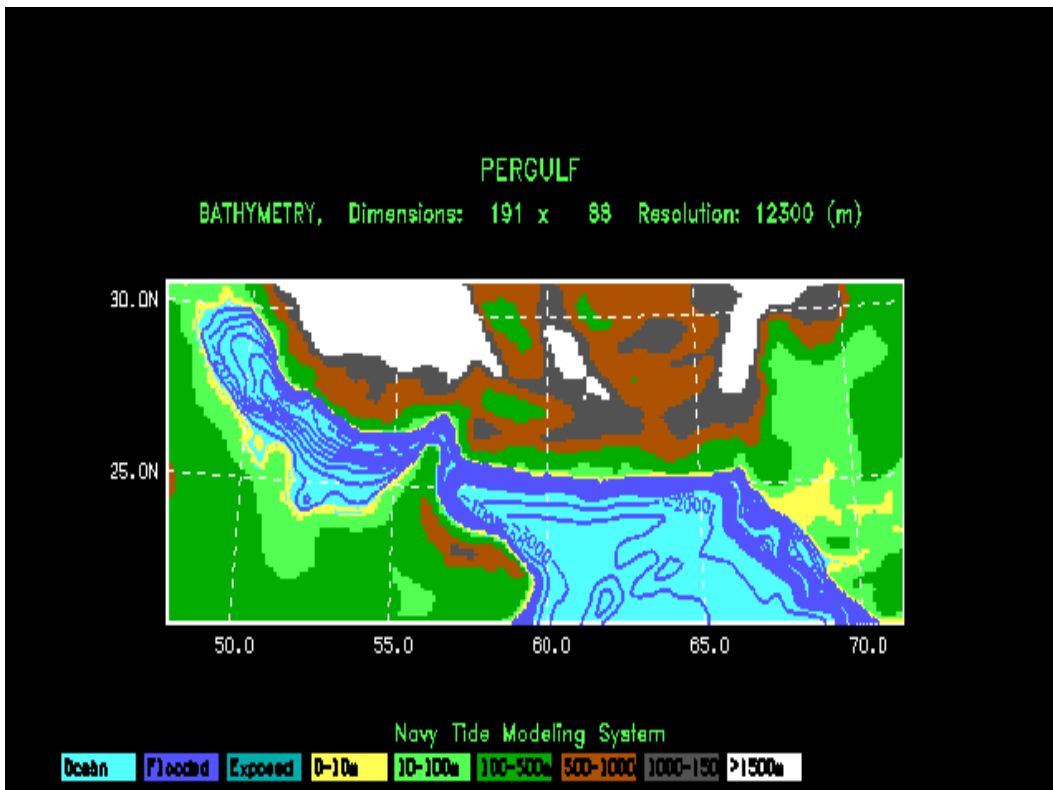 PERGULF
BATHYMETRY, Dimensions: 191 x 88 Resolution: 12300 (m)
30.0N
25.0N
2000
3000
50.0 55.0 60.0 65.0 70.0
Navy Tide Modeling System
Ocean Flooded Exposed 0-10m 10-100m 100-500m 500-1000 1000-150 >1500m